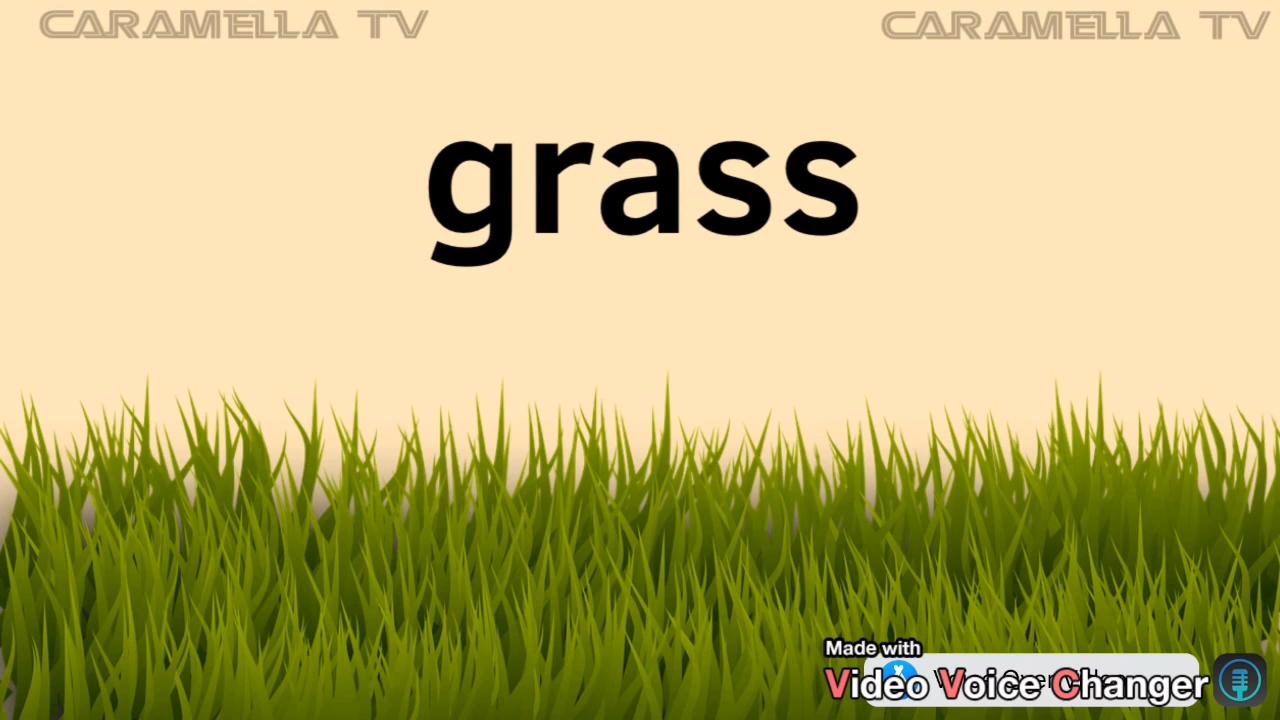 CARAMELLA TV
CARAMELLA TV
grass
Made with
Video Voice Changer